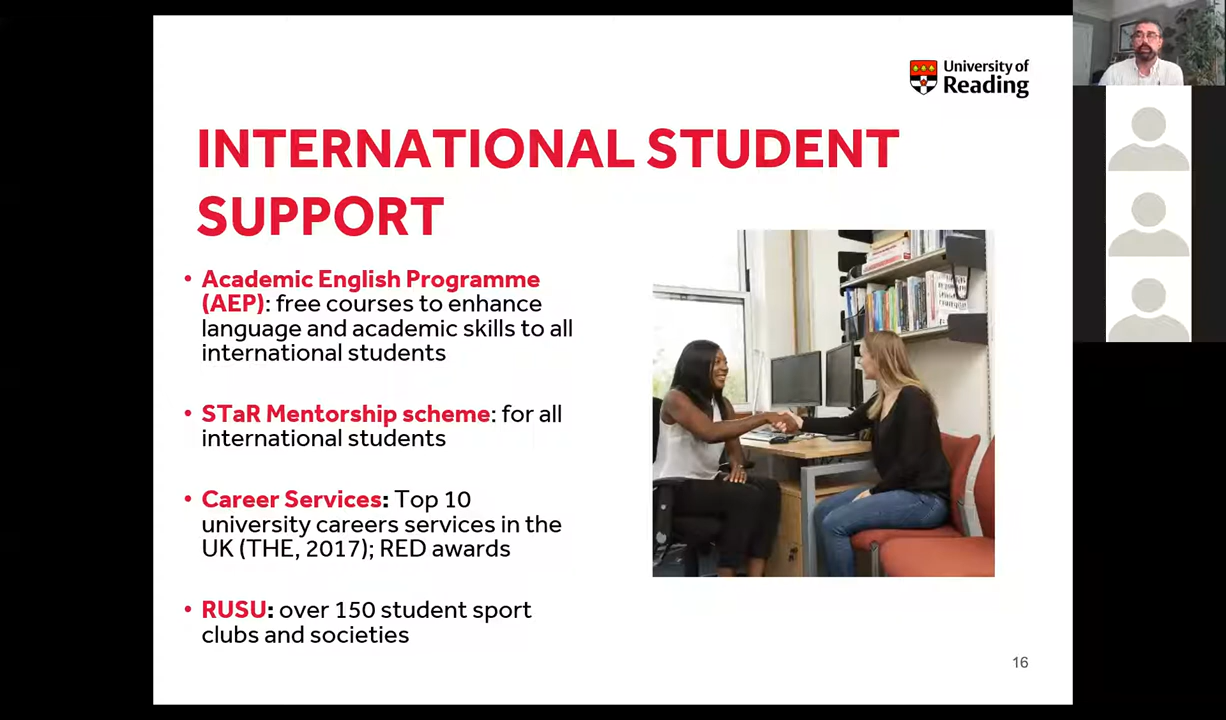 University of
Reading
INTERNATIONAL STUDENT
SUPPORT
• Academic English Programme
(AEP): free courses to enhance
language and academic skills to all
international students
• STaR Mentorship scheme: for all
international students
• Career Services: Top 10
university careers services in the
UK (THE, 2017); RED awards
• RUSU: over 150 student sport
clubs and societies
16